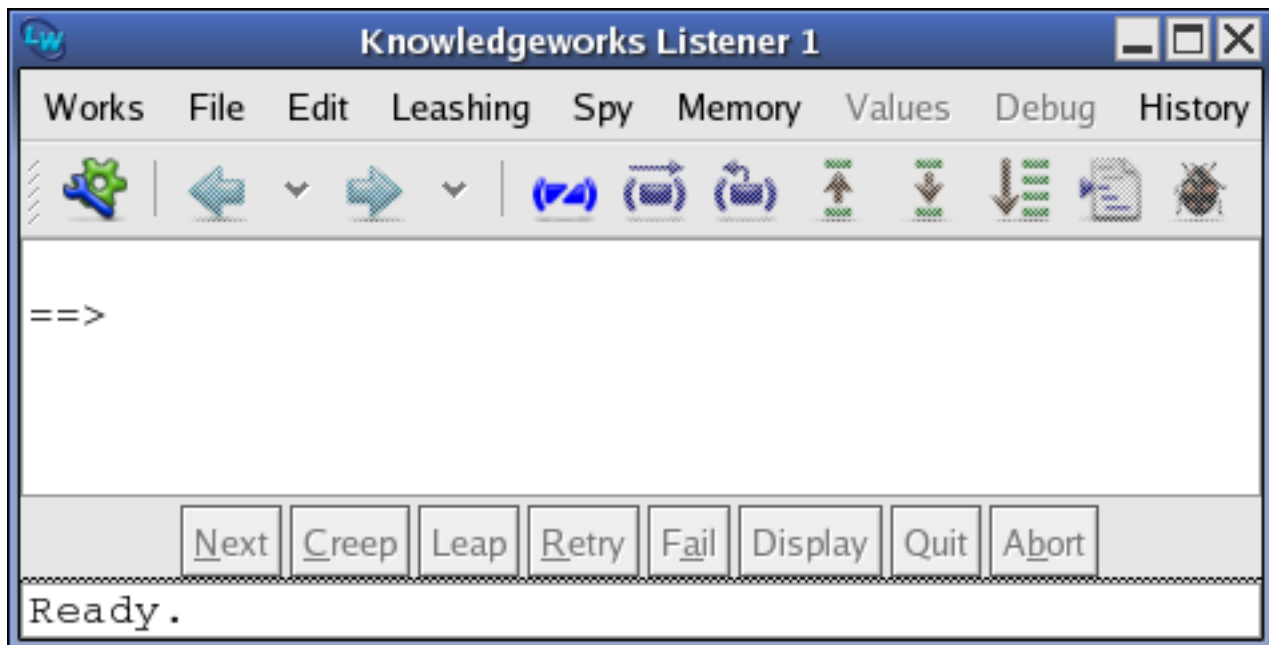 LW Knowledgeworks Listener 1
Works File Edit Leashing Spy Memory Values Debug History
==>
Next Creep Leap Retry Fail Display Quit Abort
Ready.